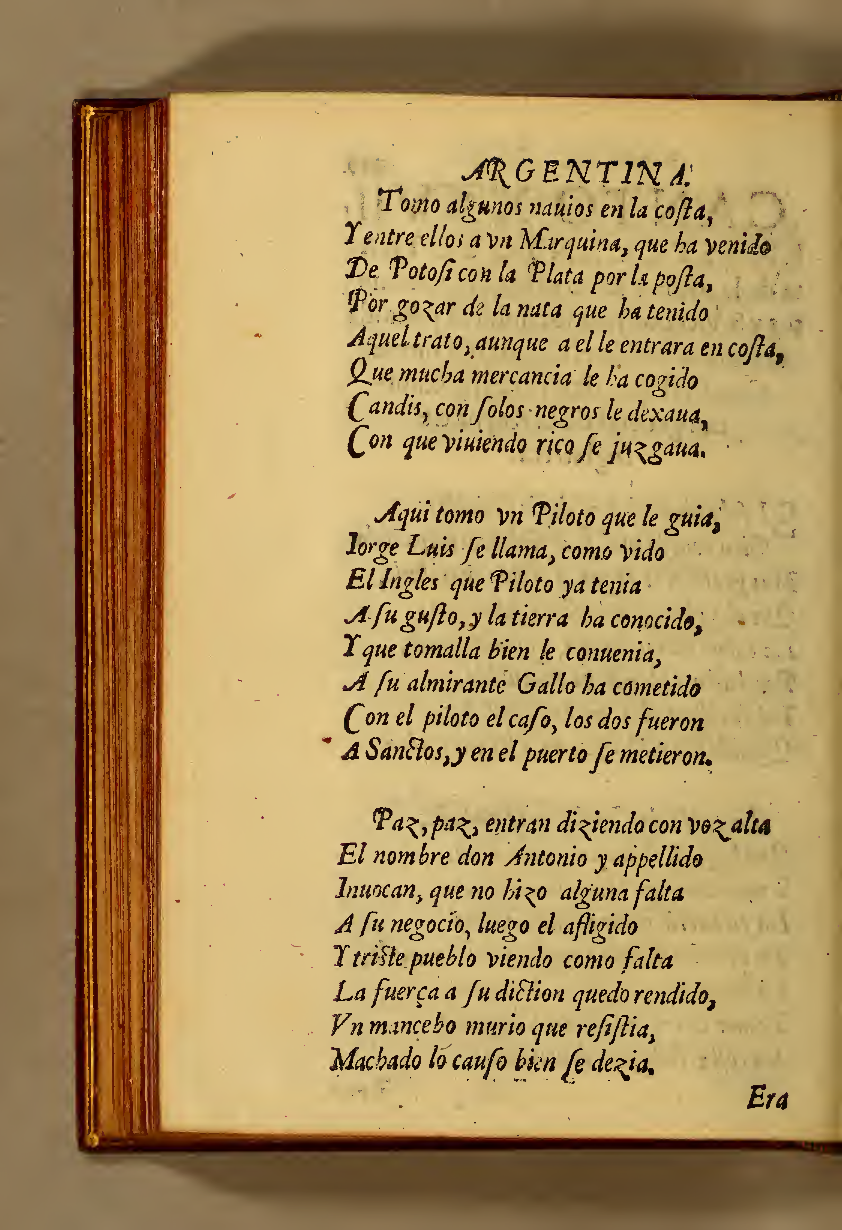 ARGENTINA.
Tomo algunos nauios en la coſta,
Y entre ellos a vn Marquina, que ha venido
De Potoſi con la Plata por la poſta,
Por gozar de la nata que ha tenido
Aquel trato, aunque a el le entrara en coſta,
Que mucha mercancia le ha cogido
Candis, con ſolos negros le dexaua,
Con que viuiendo rico ſe juzgaua.
Aqui tomo vn Piloto que le guia,
Iorge Luis ſe llama, como vido
El Ingles que Piloto ya tenia
A ſu guſto, y la tierra ha conocido,
Y que tomalla bien le conuenia,
A ſu almirante Gallo ha cometido
Con el piloto el caſo, los dos fueron
A Sanctos, y en el puerto ſe metieron.
Paz, paz, entran diziendo con voz alta
El nombre don Antonio y appellido
Inuocan, que no hizo alguna falta
A ſu negocio, luego el afligido
Y triſte pueblo viendo como falta
La fuerça a ſu diction quedo rendido,
Vn mancebo murio que reſiſtia,
Machado lo cauſo bien ſe dezia.
Era